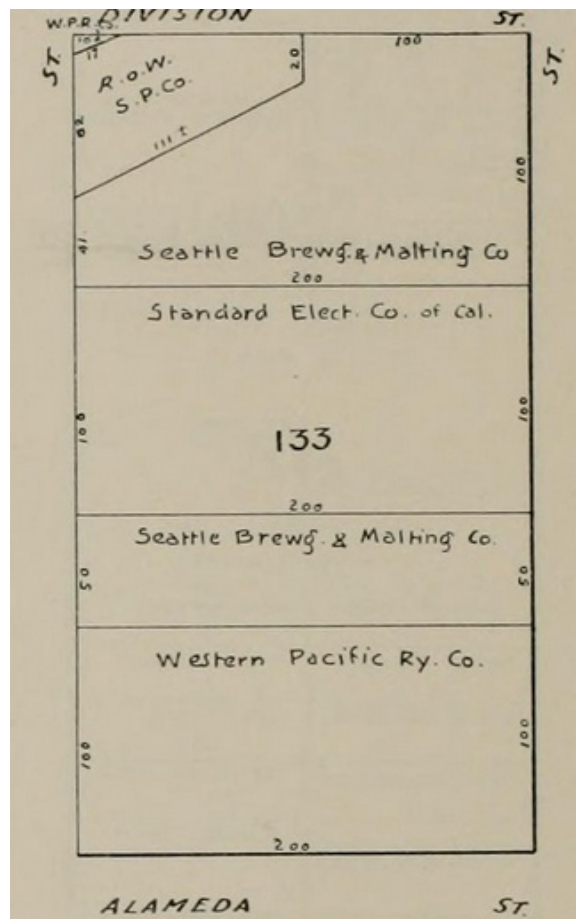 DIVISION ST.
W.P.R.
ST.
ST.
17
20
100
R.O.W.
S.P.Co.
111 ±
100
41
Seattle Brewg. & Malting Co
200
Standard Elect. Co. of Cal.
100
100
133
200
Seattle Brewg. & Malting Co.
50
50
Western Pacific Ry. Co.
100
100
200
ALAMEDA ST.